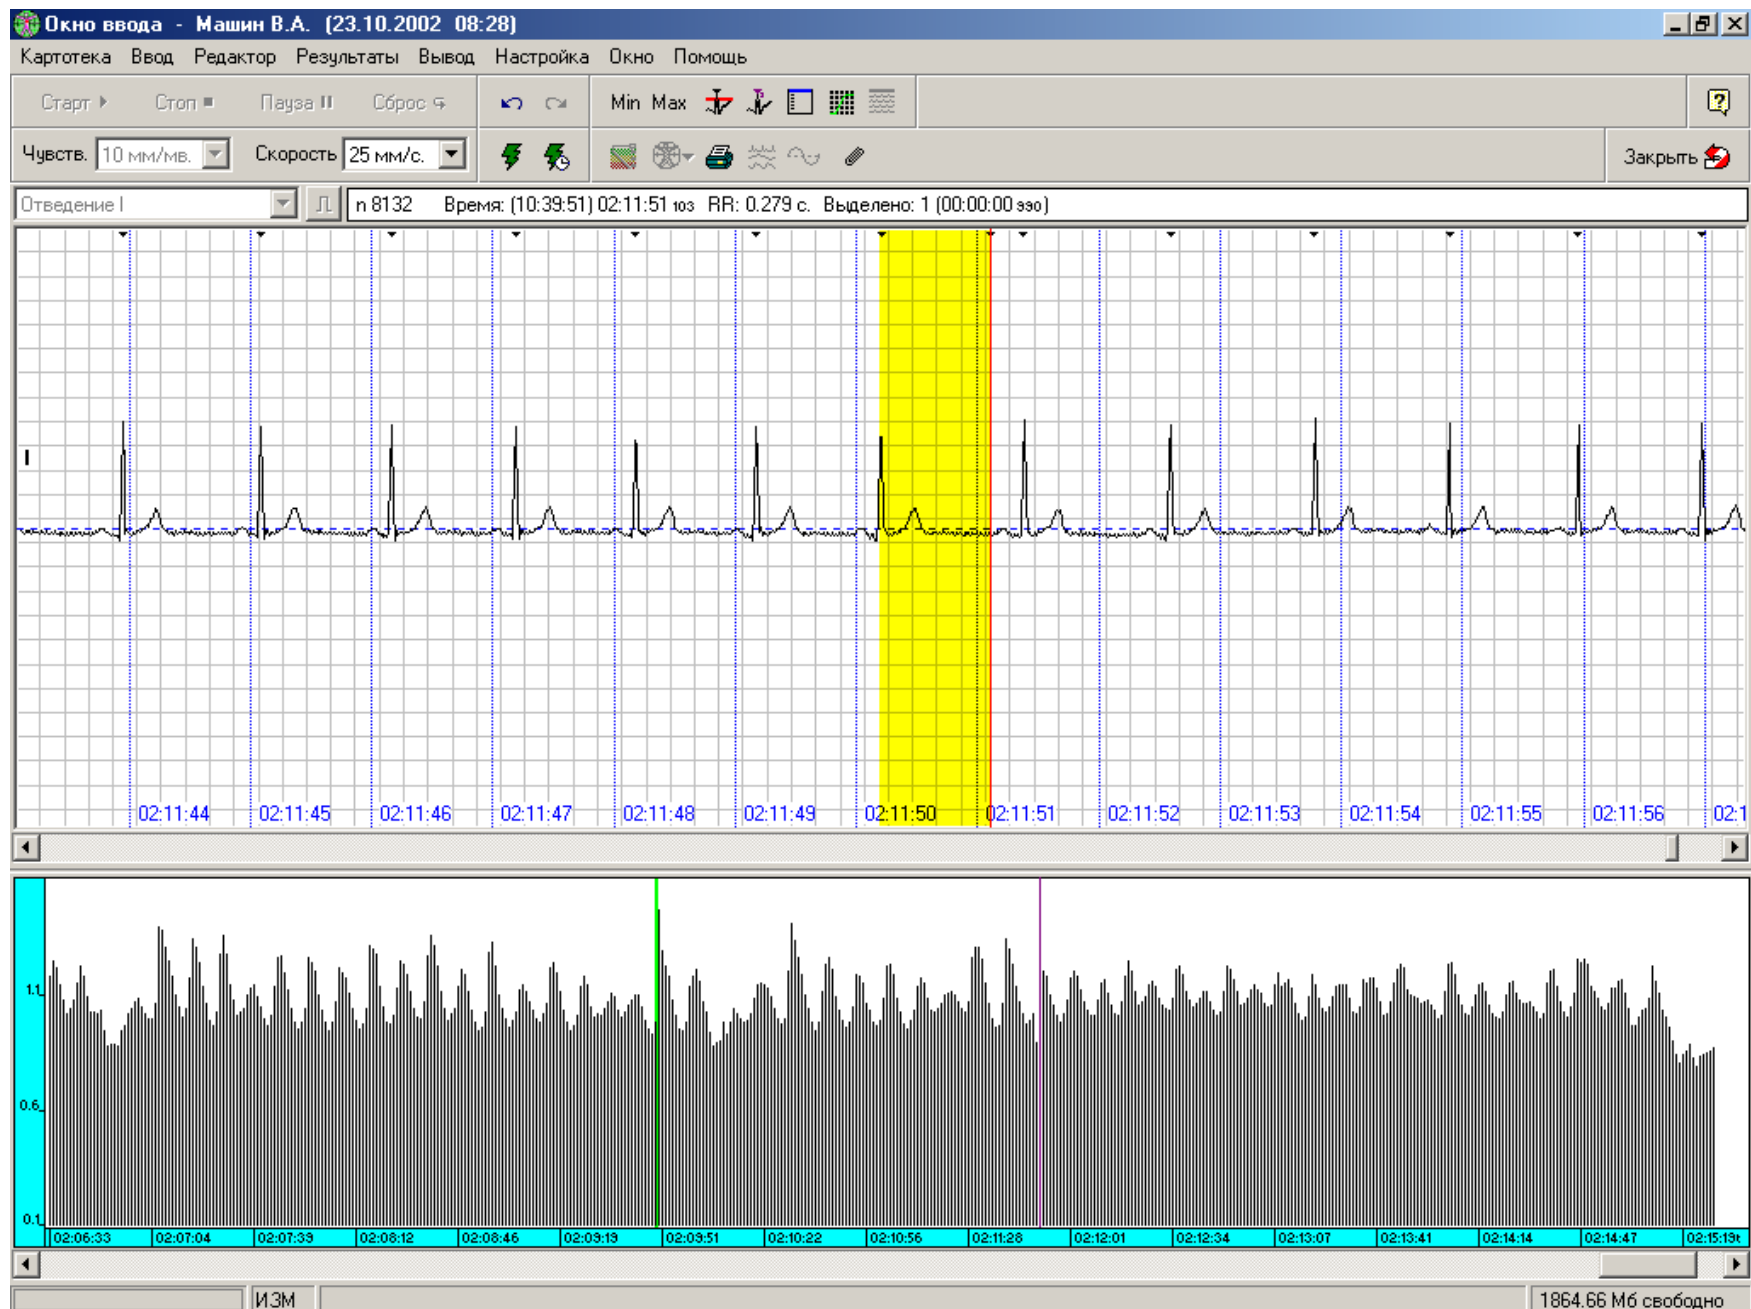 Окно ввода - Машин В.А. (23.10.2002 08:28)
Картотека Ввод Редактор Результаты Вывод Настройка Окно Помощь
Старт Стоп Пауза Сброс Min Max
Чувств. 10 мм/мв. Скорость 25 мм/с. Закрыть
Отведение I n 8132 Время: (10:39:51) 02:11:51 103 RR: 0.279 с. Выделено: 1 (00:00:00 990)
I
02:11:44 02:11:45 02:11:46 02:11:47 02:11:48 02:11:49 02:11:50 02:11:51 02:11:52 02:11:53 02:11:54 02:11:55 02:11:56 02:1
1.1
0.6
0.1
02:06:33 02:07:04 02:07:39 02:08:12 02:08:46 02:09:19 02:09:51 02:10:22 02:10:56 02:11:28 02:12:01 02:12:34 02:13:07 02:13:41 02:14:14 02:14:47 02:15:19t
ИЗМ 1864.66 Мб свободно